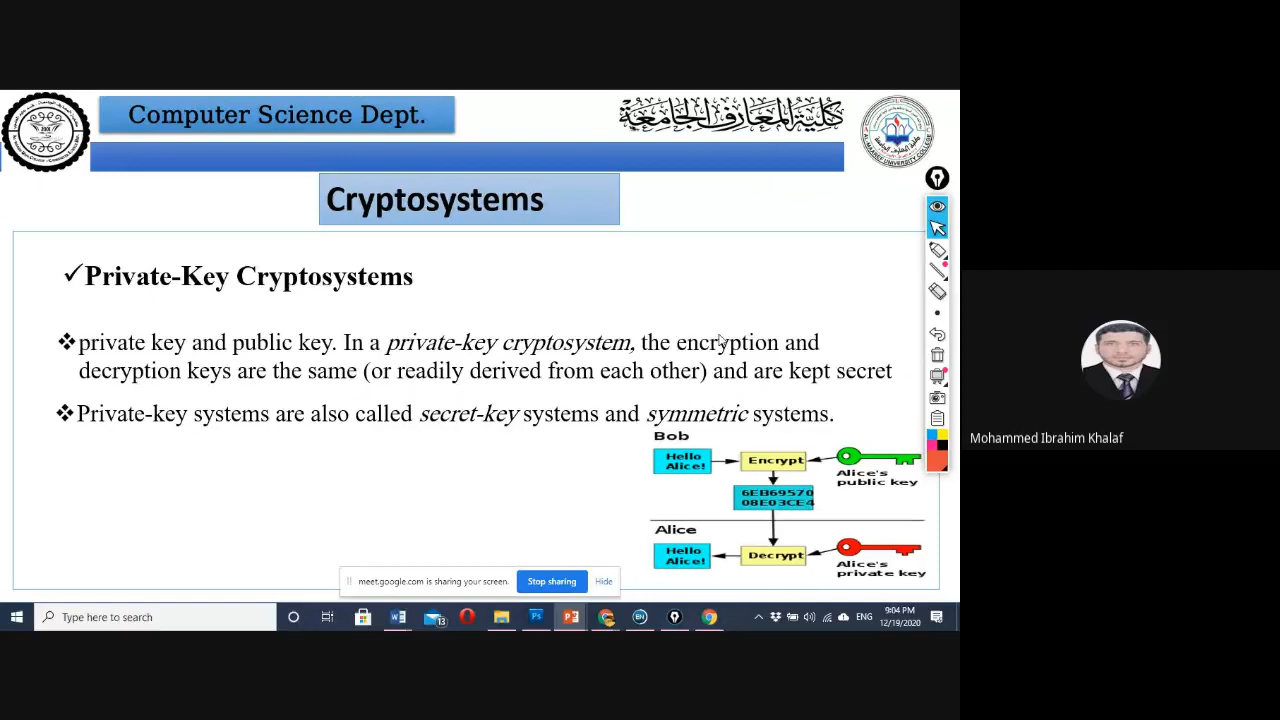 Computer Science Dept.
كلية المعارف الجامعة
Cryptosystems
✓Private-Key Cryptosystems
❖private key and public key. In a private-key cryptosystem, the encryption and
decryption keys are the same (or readily derived from each other) and are kept secret
❖Private-key systems are also called secret-key systems and symmetric systems.
Bob
Hello
Alice!
Encrypt
Alice's
public key
6EB69570
08E03CE4
Alice
Hello
Alice!
Decrypt
Alice's
private key
Mohammed Ibrahim Khalaf
meet.google.com is sharing your screen.
Stop sharing
Hide
Type here to search
13
ENG
9:04 PM
12/19/2020